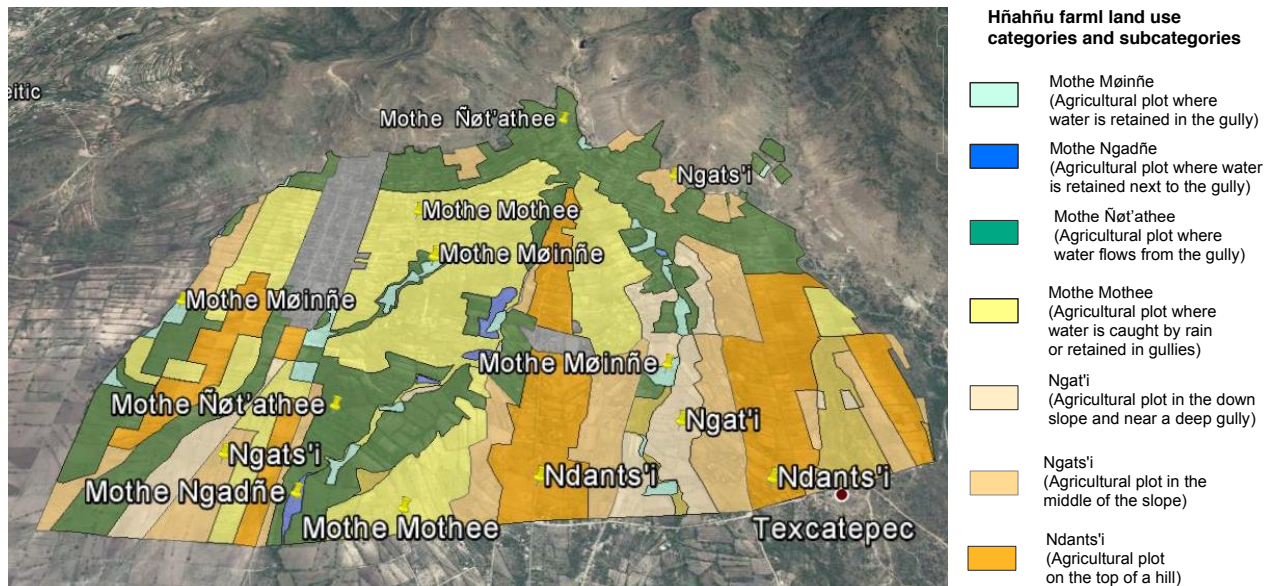 eitic
Mothe Ñøt'athee
Ngats'i
Mothe Mothee
Mothe Møinñe
Mothe Møinñe
Mothe Møinñe
Mothe Ñøt'athee
Ngat'i
Ngats'i
Ndants'i
Ndants'i
Mothe Ngadñe
Mothe Mothee
Texcatepec
Hñahñu farml land use
categories and subcategories
Mothe Møinñe
(Agricultural plot where
water is retained in the gully)
Mothe Ngadñe
(Agricultural plot where water
is retained next to the gully)
Mothe Ñøt'athee
(Agricultural plot where
water flows from the gully)
Mothe Mothee
(Agricultural plot where
water is caught by rain
or retained in gullies)
Ngat'i
(Agricultural plot in the down
slope and near a deep gully)
Ngats'i
(Agricultural plot in the
middle of the slope)
Ndants'i
(Agricultural plot
on the top of a hill)